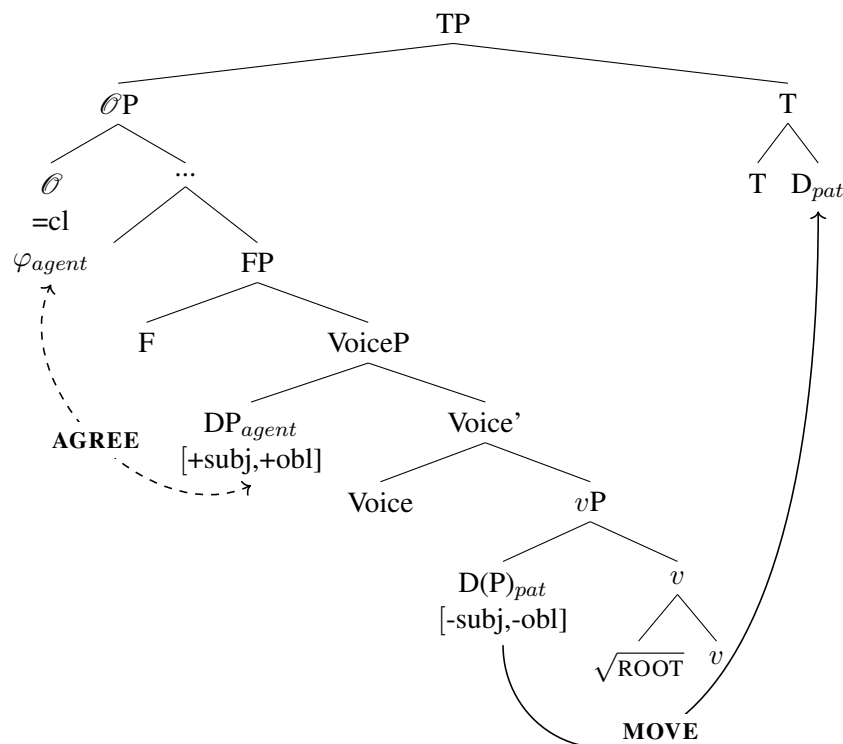 TP
𝒪P T
𝒪 ... T D_pat
=cl
φ_agent FP
F VoiceP
DP_agent Voice’
AGREE
[+subj,+obl] Voice vP
D(P)_pat v
[-subj,-obl]
√ROOT v
MOVE